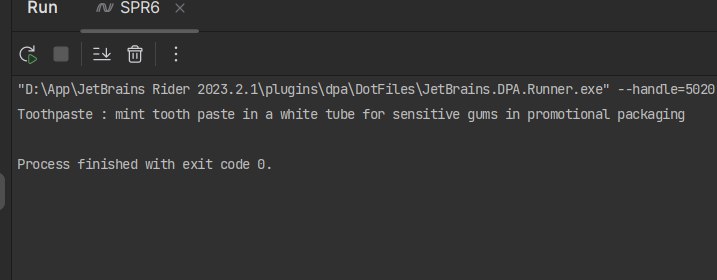 Run
SPR6
"D:\App\JetBrains Rider 2023.2.1\plugins\dpa\DotFiles\JetBrains.DPA.Runner.exe" --handle=5020
Toothpaste : mint tooth paste in a white tube for sensitive gums in promotional packaging
Process finished with exit code 0.